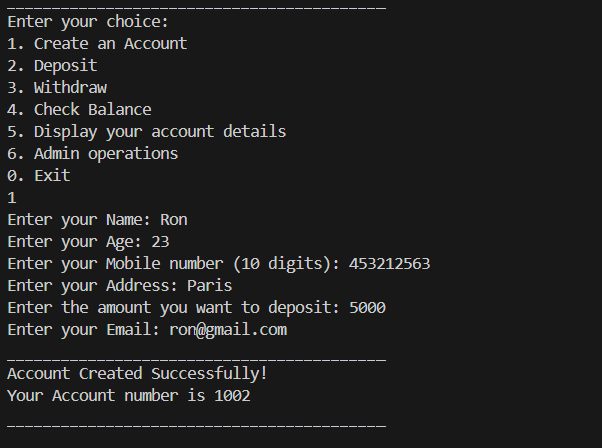 Enter your choice:
1. Create an Account
2. Deposit
3. Withdraw
4. Check Balance
5. Display your account details
6. Admin operations
0. Exit
1
Enter your Name: Ron
Enter your Age: 23
Enter your Mobile number (10 digits): 453212563
Enter your Address: Paris
Enter the amount you want to deposit: 5000
Enter your Email: ron@gmail.com
Account Created Successfully!
Your Account number is 1002